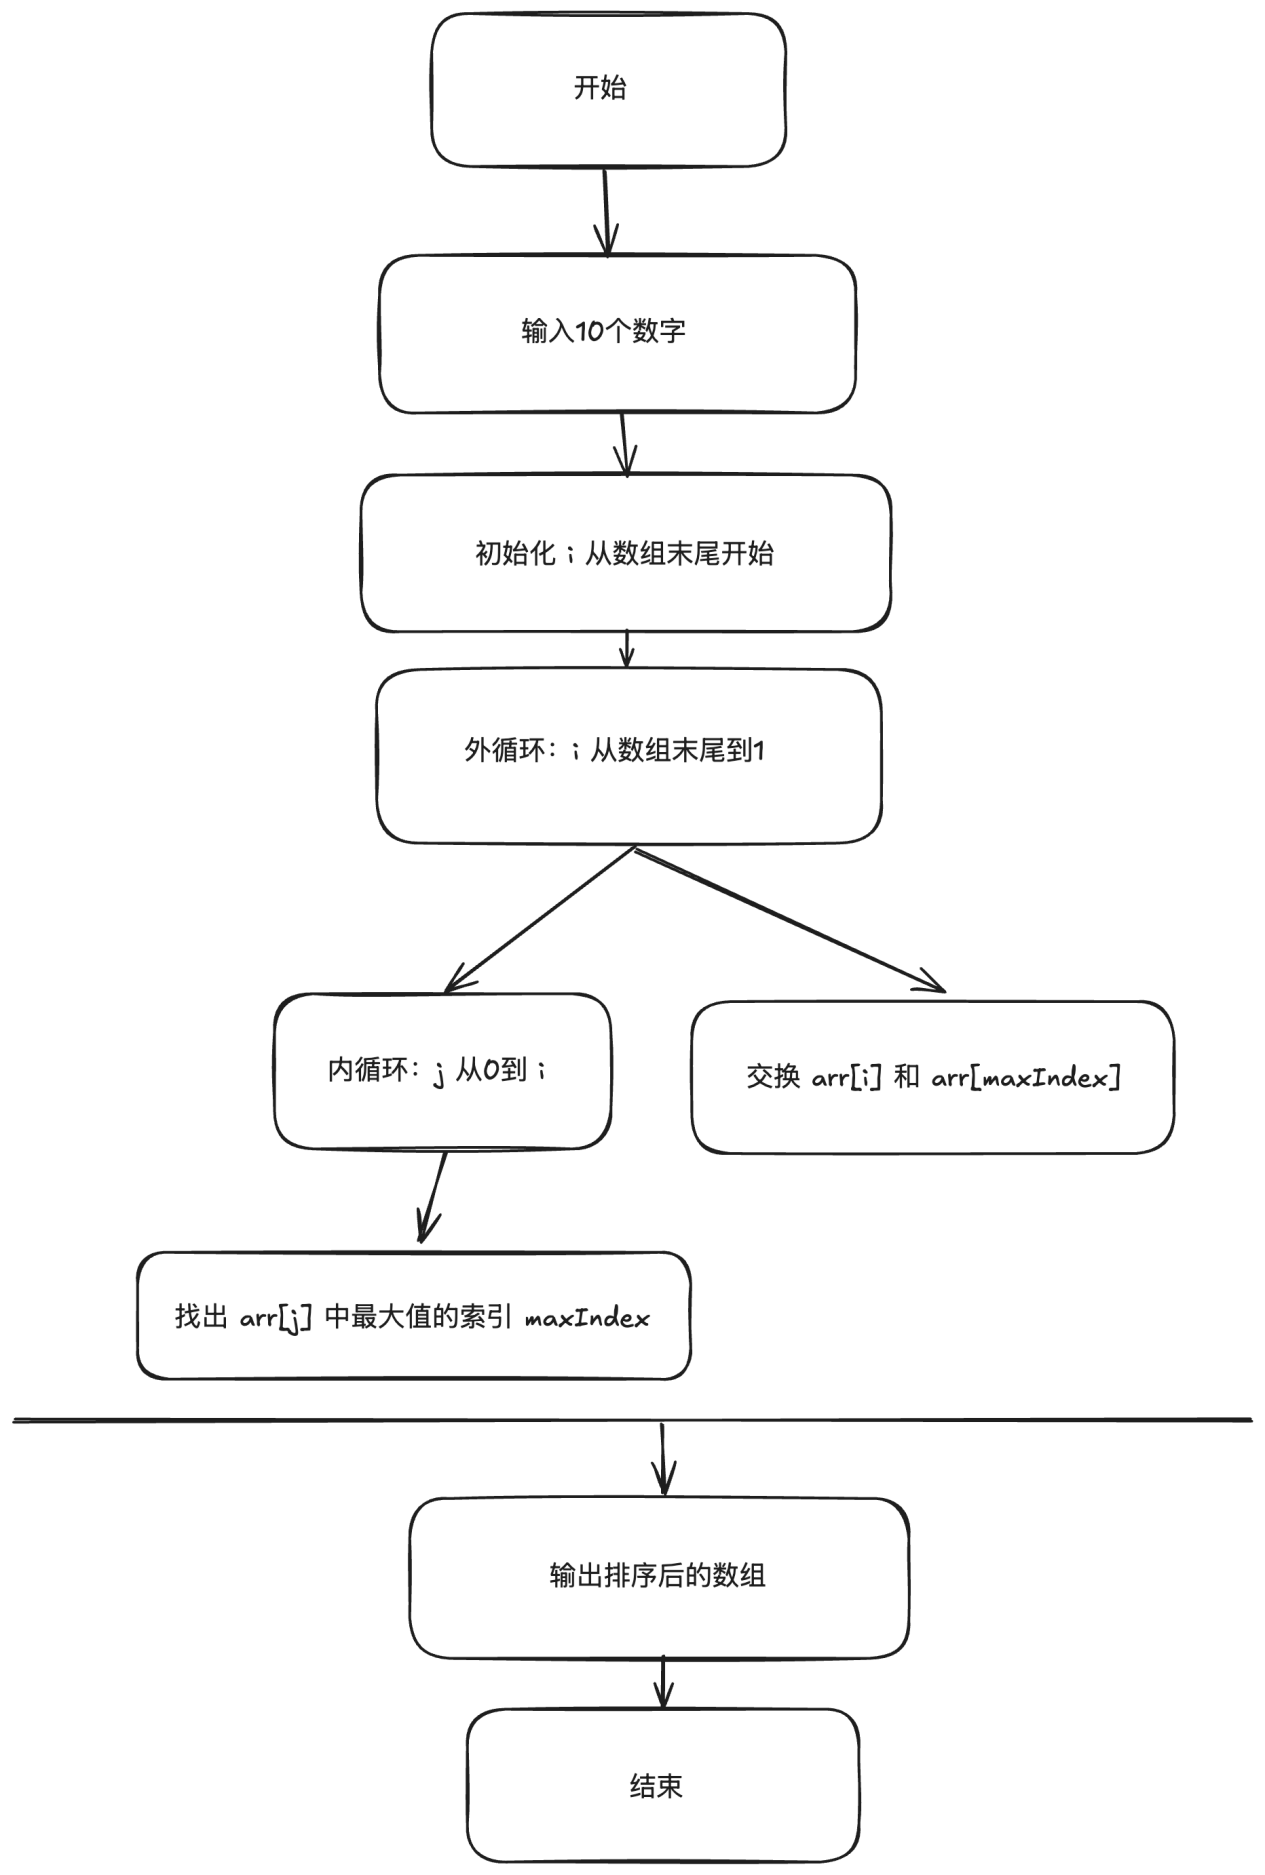 开始
输入10个数字
初始化 i 从数组末尾开始
外循环：i 从数组末尾到1
内循环：j 从0到 i
交换 arr[i] 和 arr[maxIndex]
找出 arr[j] 中最大值的索引 maxIndex
输出排序后的数组
结束